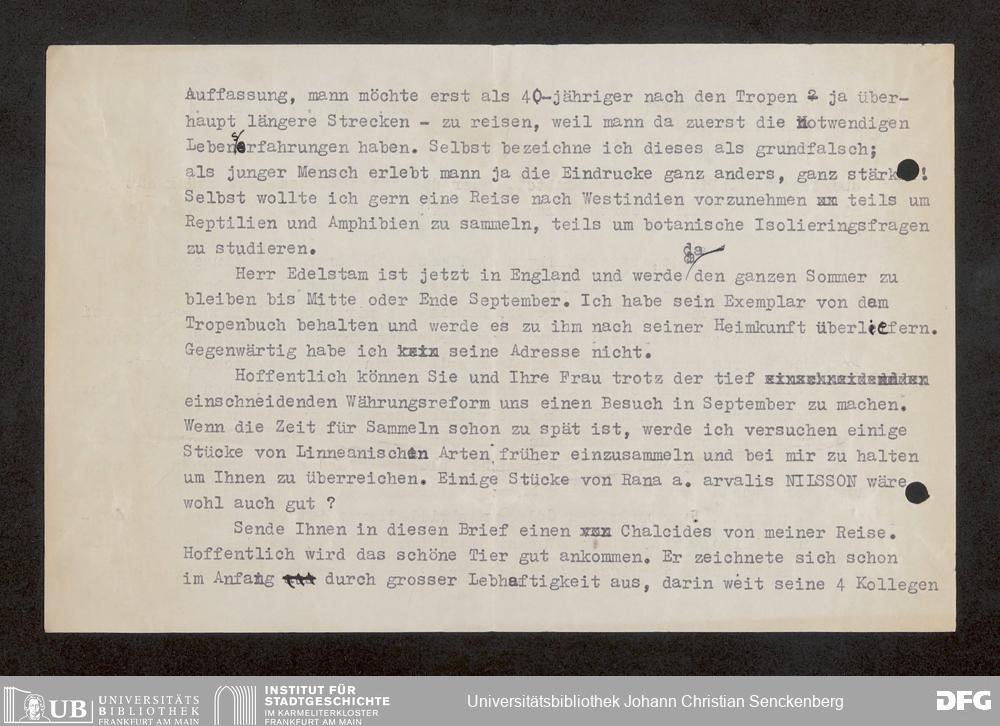 Auffassung, mann möchte erst als 40-jähriger nach den Tropen - ja über-
haupt längere Strecken - zu reisen, weil mann da zuerst die Notwendigen
Lebenserfahrungen haben. Selbst bezeichne ich dieses als grundfalsch;
als junger Mensch erlebt mann ja die Eindrucke ganz anders, ganz stärk !
Selbst wollte ich gern eine Reise nach Westindien vorzunehmen teils um
Reptilien und Amphibien zu sammeln, teils um botanische Isolieringsfragen
zu studieren.
Herr Edelstam ist jetzt in England und werde da den ganzen Sommer zu
bleiben bis Mitte oder Ende September. Ich habe sein Exemplar von dem
Tropenbuch behalten und werde es zu ihm nach seiner Heimkunft überliefern.
Gegenwärtig habe ich seine Adresse nicht.
Hoffentlich können Sie und Ihre Frau trotz der tief
einschneidenden Währungsreform uns einen Besuch in September zu machen.
Wenn die Zeit für Sammeln schon zu spät ist, werde ich versuchen einige
Stücke von Linneanischen Arten früher einzusammeln und bei mir zu halten
um Ihnen zu überreichen. Einige Stücke von Rana a. arvalis NILSSON wäre
wohl auch gut ?
Sende Ihnen in diesen Brief einen Chalcides von meiner Reise.
Hoffentlich wird das schöne Tier gut ankommen. Er zeichnete sich schon
im Anfang durch grosser Lebhaftigkeit aus, darin weit seine 4 Kollegen
UB UNIVERSITÄTS BIBLIOTHEK FRANKFURT AM MAIN
INSTITUT FÜR STADTGESCHICHTE IM KARMELITERKLOSTER FRANKFURT AM MAIN
Universitätsbibliothek Johann Christian Senckenberg
DFG